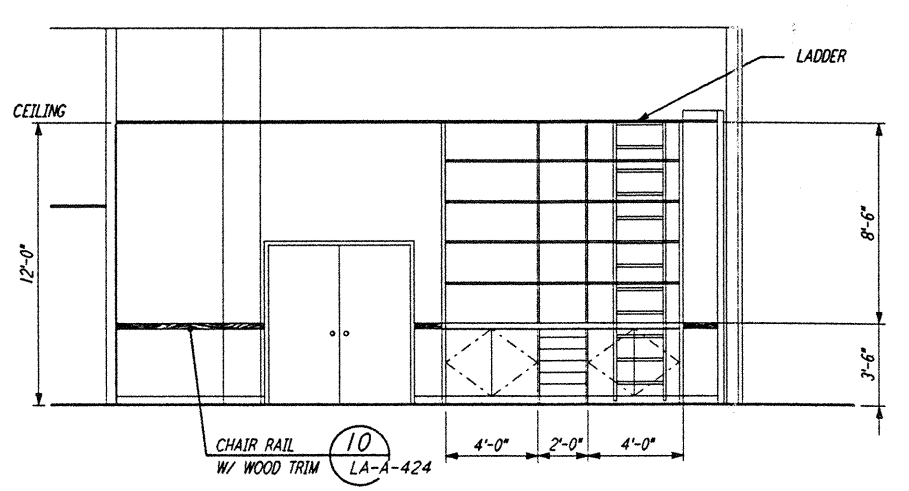 LADDER
CEILING
12'-0"
8'-6"
3'-6"
4'-0" 2'-0" 4'-0"
CHAIR RAIL
W/ WOOD TRIM
10
LA-A-424